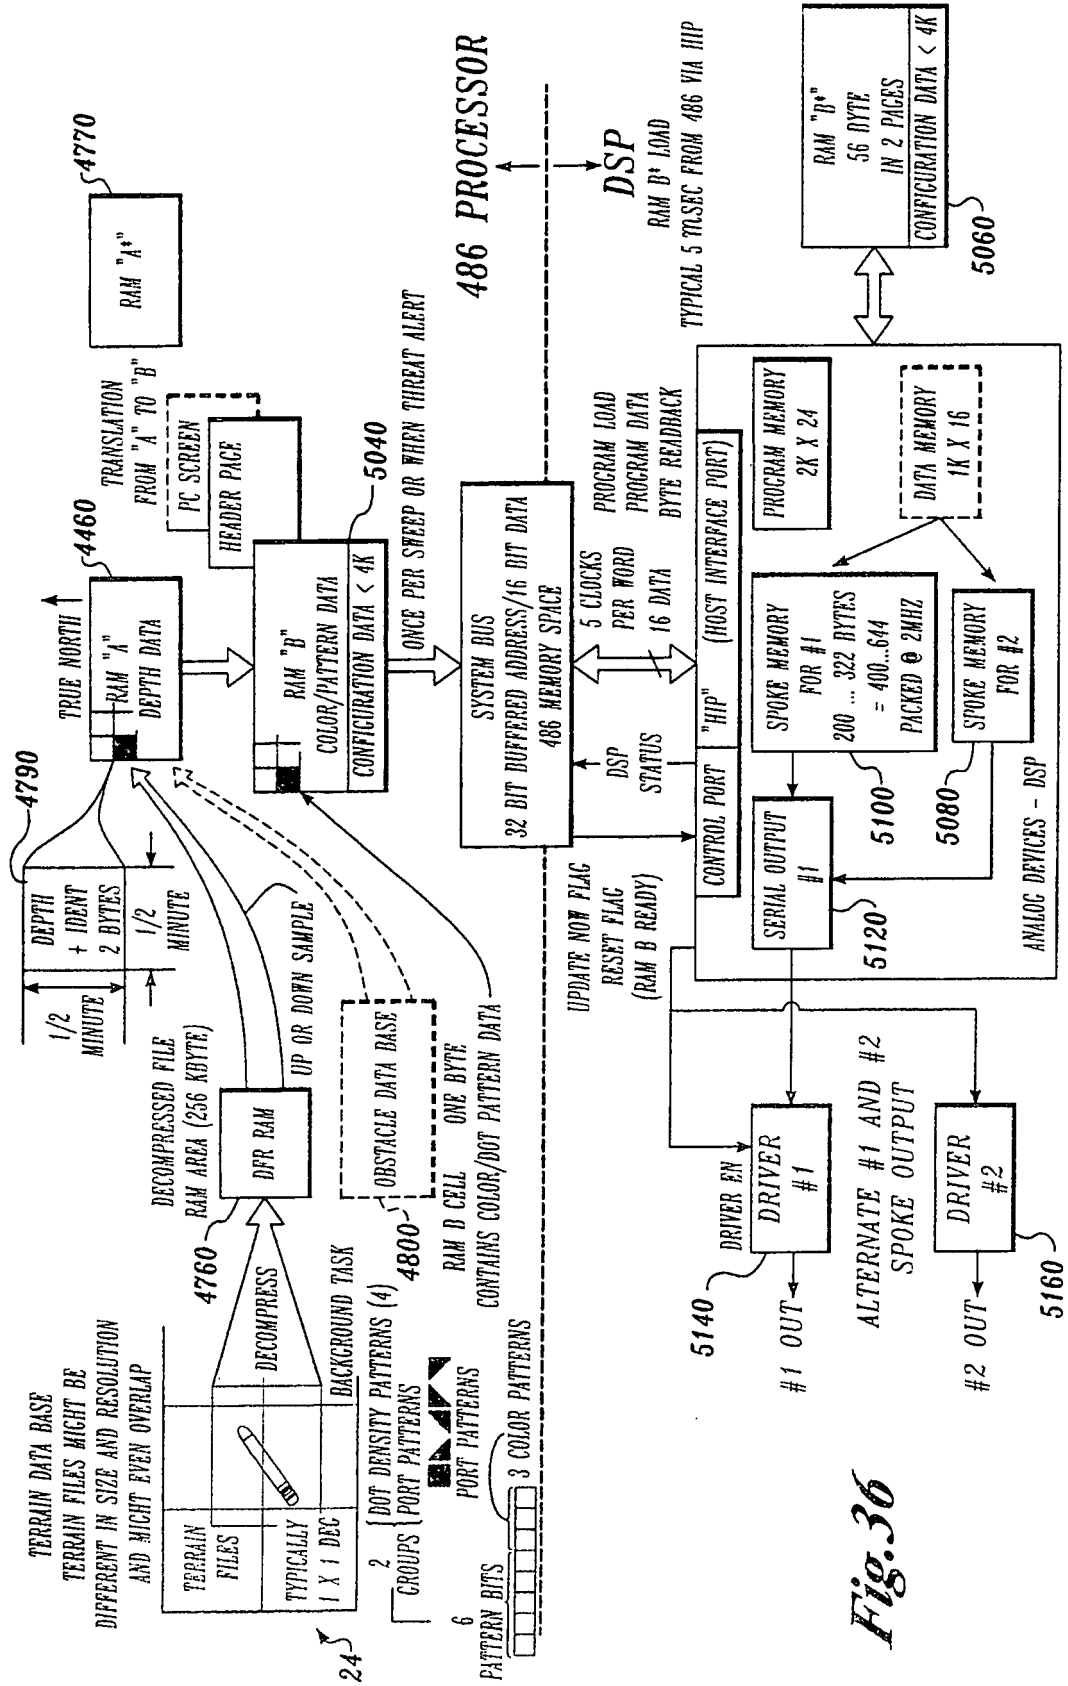 TERRAIN DATA BASE
TERRAIN FILES MIGHT BE
DIFFERENT IN SIZE AND RESOLUTION
AND MIGHT EVEN OVERLAP
TERRAIN
FILES
TYPICALLY
1 X 1 DEG
24
DECOMPRESS
BACKGROUND TASK
DECOMPRESSED FILE
RAM AREA (256 KBYTE)
4760
DFR RAM
UP OR DOWN SAMPLE
1/2
MINUTE
DEPTH
+ IDENT
2 BYTES
1/2
MINUTE
4790
TRUE NORTH
4460
RAM "A"
DEPTH DATA
TRANSLATION
FROM "A" TO "B"
RAM "A*"
4770
OBSTACLE DATA BASE
4800
PC SCREEN
HEADER PAGE
RAM "B"
COLOR/PATTERN DATA
CONFIGURATION DATA < 4K
5040
2
GROUPS
DOT DENSITY PATTERNS (4)
PORT PATTERNS
PORT PATTERNS
6
PATTERN BITS
3 COLOR PATTERNS
RAM B CELL ONE BYTE
CONTAINS COLOR/DOT PATTERN DATA
ONCE PER SWEEP OR WHEN THREAT ALERT
486 PROCESSOR
SYSTEM BUS
32 BIT BUFFERED ADDRESS/16 BIT DATA
486 MEMORY SPACE
DSP
RAM B* LOAD
TYPICAL 5 mSEC FROM 486 VIA HIP
UPDATE NOW FLAG
RESET FLAG
(RAM B READY)
DSP
STATUS
5 CLOCKS
PER WORD
16 DATA
PROGRAM LOAD
PROGRAM DATA
BYTE READBACK
CONTROL PORT
"HIP" (HOST INTERFACE PORT)
SERIAL OUTPUT
#1
5120
SPOKE MEMORY
FOR #1
200 ... 322 BYTES
= 400...644
PACKED @ 2MHZ
5100
PROGRAM MEMORY
2K X 24
DATA MEMORY
1K X 16
SPOKE MEMORY
FOR #2
5080
ANALOG DEVICES - DSP
RAM "B*"
56 BYTE
IN 2 PAGES
CONFIGURATION DATA < 4K
5060
DRIVER EN
DRIVER
#1
5140
#1 OUT
ALTERNATE #1 AND #2
SPOKE OUTPUT
DRIVER
#2
5160
#2 OUT
Fig.36